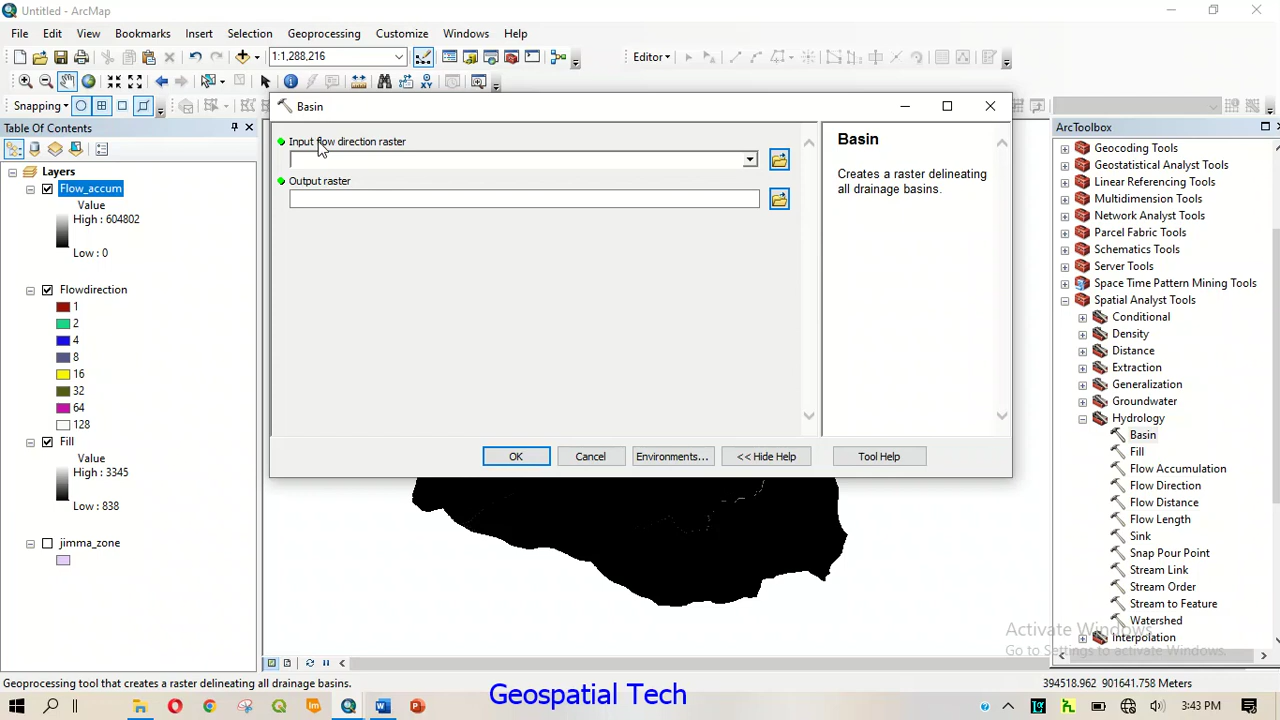 Untitled - ArcMap
File Edit View Bookmarks Insert Selection Geoprocessing Customize Windows Help
1:1,288,216
Editor
Snapping
Table Of Contents
Layers
Flow_accum
Value
High : 604802
Low : 0
Flowdirection
1
2
4
8
16
32
64
128
Fill
Value
High : 3345
Low : 838
jimma_zone
Basin
Input flow direction raster
Output raster
OK
Cancel
Environments...
<< Hide Help
Tool Help
Basin
Creates a raster delineating
all drainage basins.
ArcToolbox
Geocoding Tools
Geostatistical Analyst Tools
Linear Referencing Tools
Multidimension Tools
Network Analyst Tools
Parcel Fabric Tools
Schematics Tools
Server Tools
Space Time Pattern Mining Tools
Spatial Analyst Tools
Conditional
Density
Distance
Extraction
Generalization
Groundwater
Hydrology
Basin
Fill
Flow Accumulation
Flow Direction
Flow Distance
Flow Length
Sink
Snap Pour Point
Stream Link
Stream Order
Stream to Feature
Watershed
Interpolation
Activate Windows
Go to Settings to activate Windows.
Geoprocessing tool that creates a raster delineating all drainage basins.
394518.962 901641.758 Meters
Geospatial Tech
3:43 PM